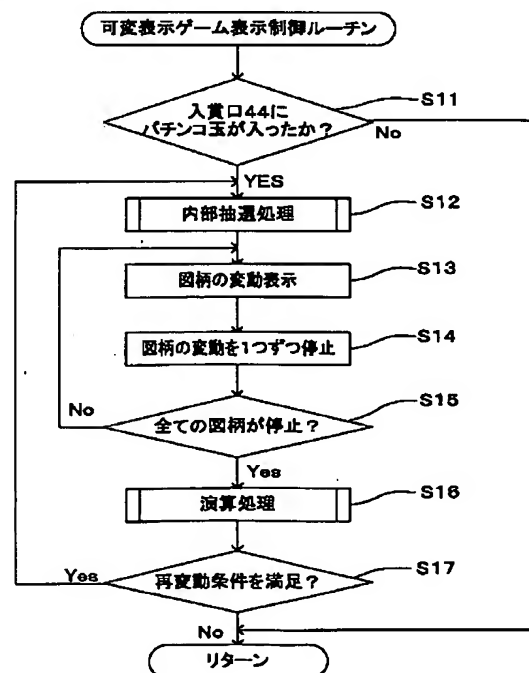 可変表示ゲーム表示制御ルーチン
入賞口44に
パチンコ玉が入ったか?
S11
No
YES
内部抽選処理
S12
図柄の変動表示
S13
図柄の変動を1つずつ停止
S14
No
全ての図柄が停止?
S15
Yes
演算処理
S16
Yes
再変動条件を満足?
S17
No
リターン